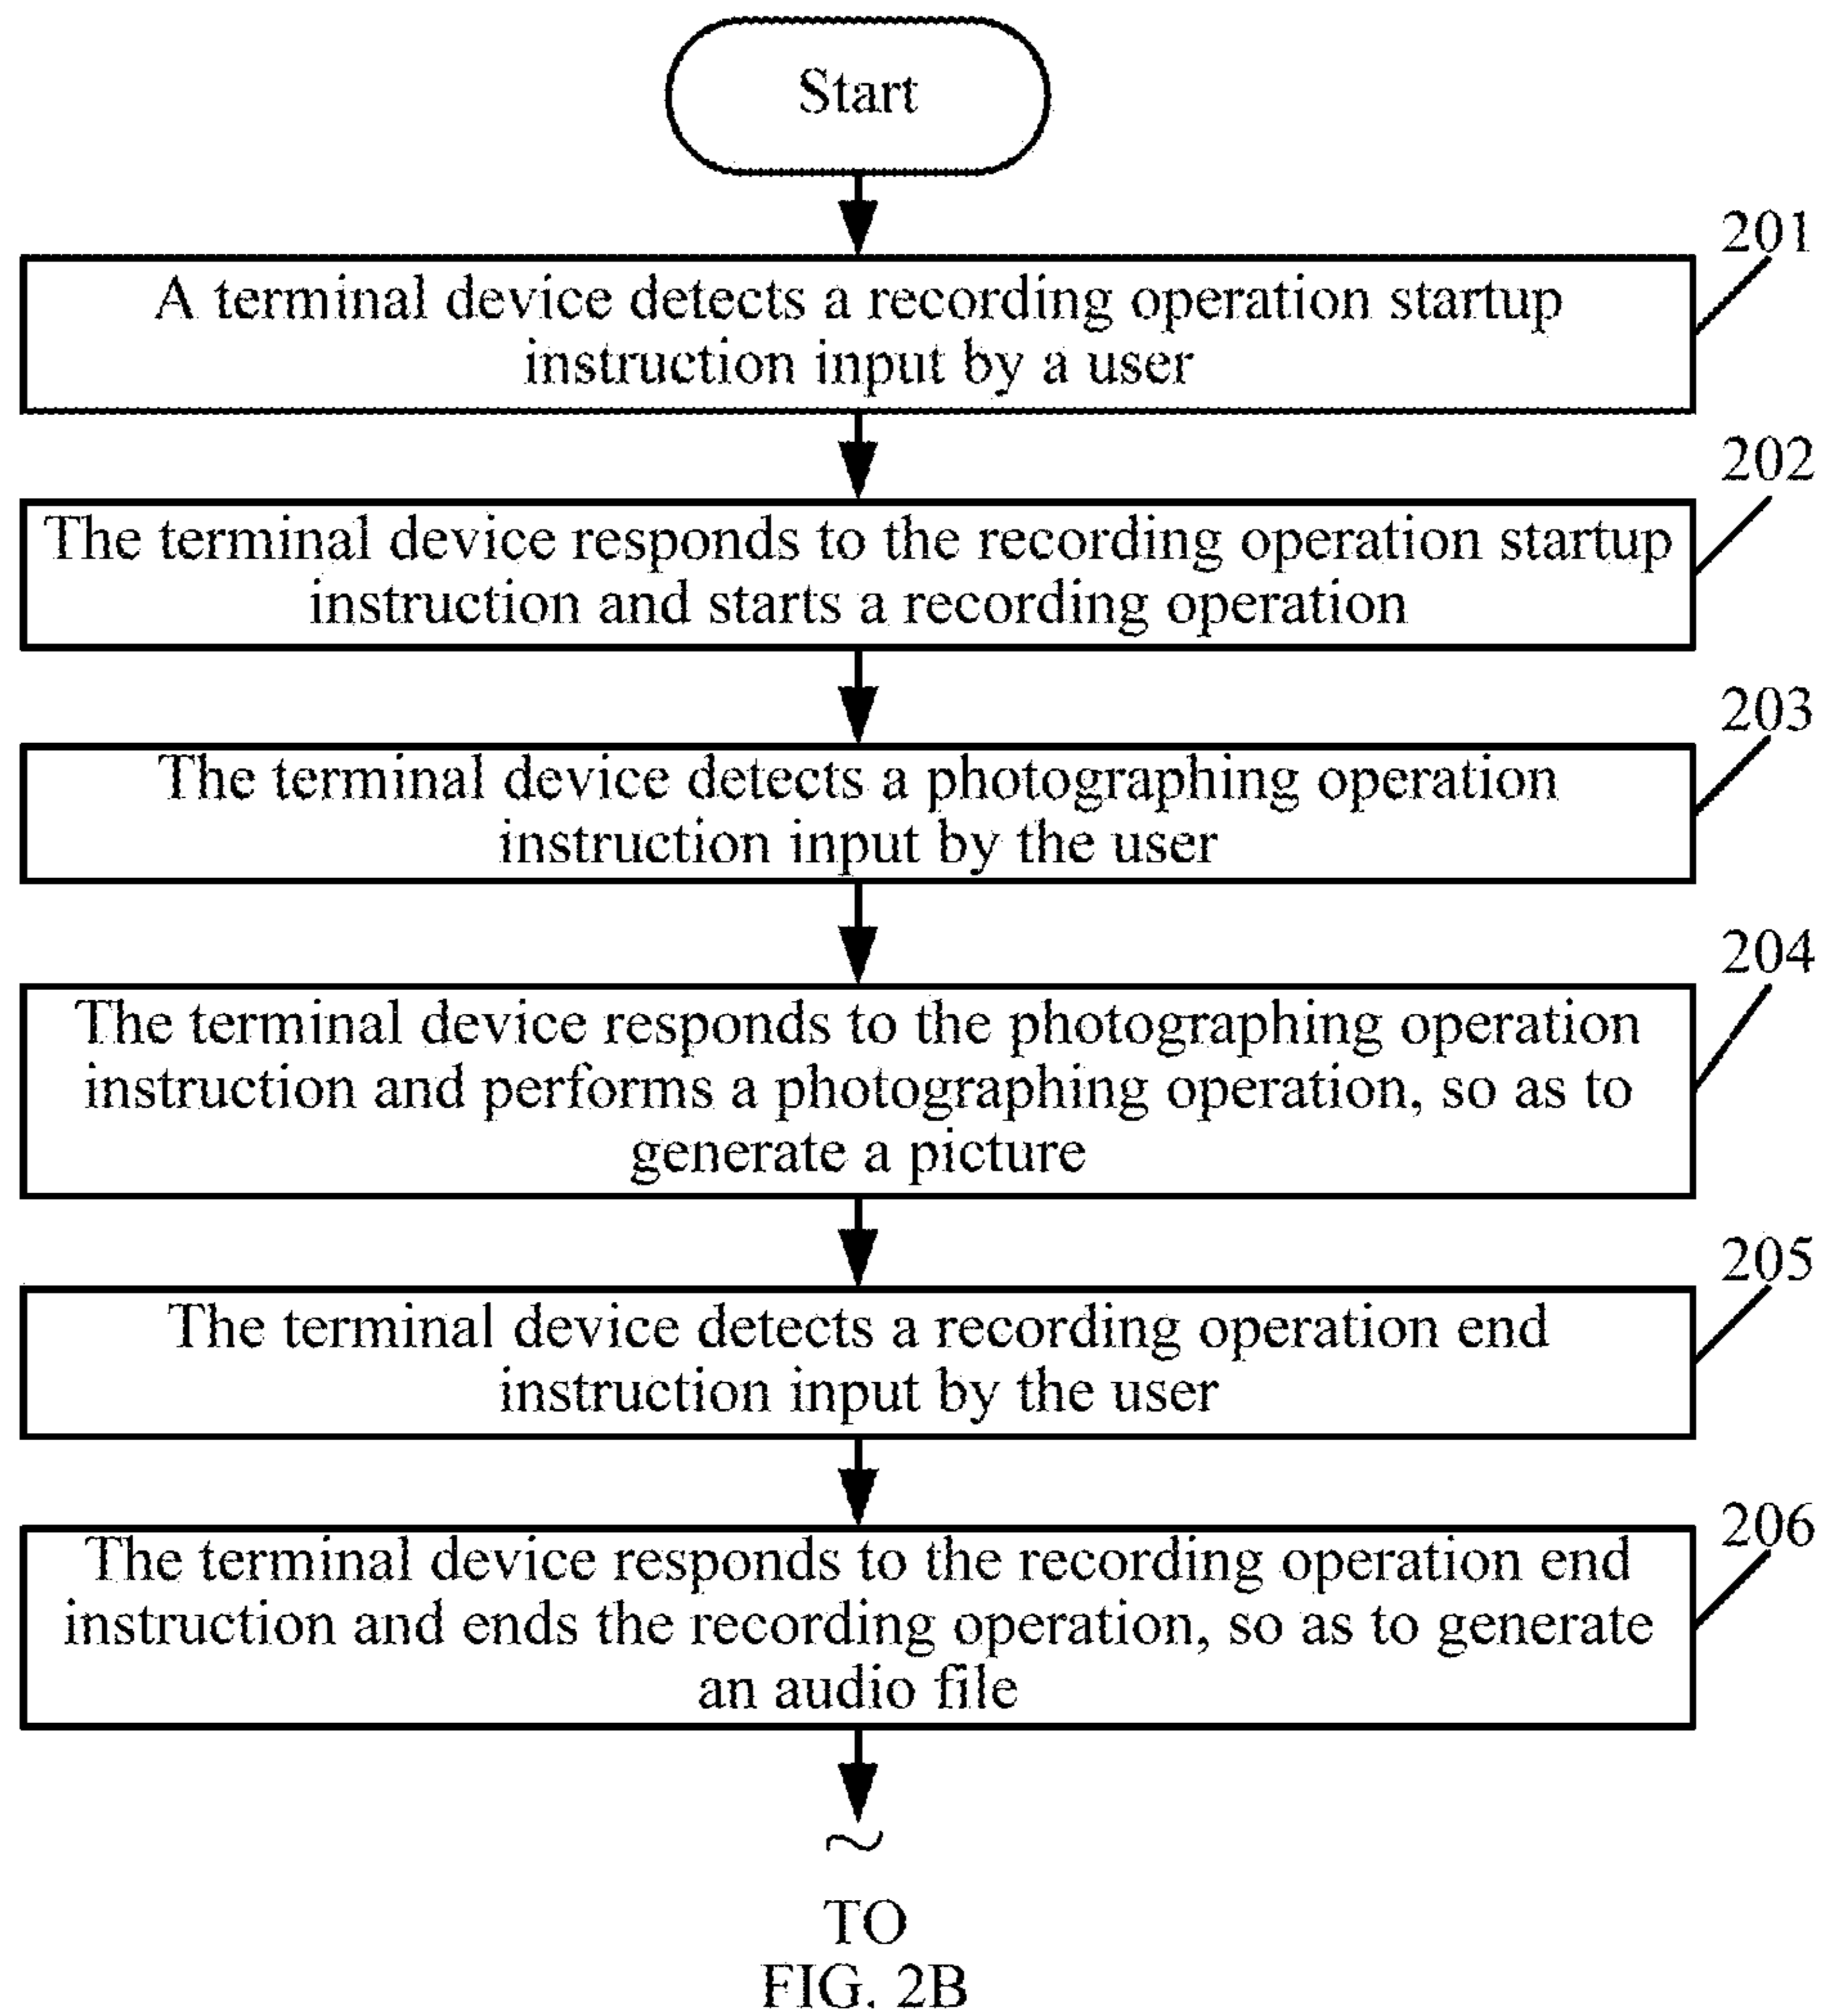 Start
201
A terminal device detects a recording operation startup
instruction input by a user
202
The terminal device responds to the recording operation startup
instruction and starts a recording operation
203
The terminal device detects a photographing operation
instruction input by the user
204
The terminal device responds to the photographing operation
instruction and performs a photographing operation, so as to
generate a picture
205
The terminal device detects a recording operation end
instruction input by the user
206
The terminal device responds to the recording operation end
instruction and ends the recording operation, so as to generate
an audio file
~
TO
FIG. 2B